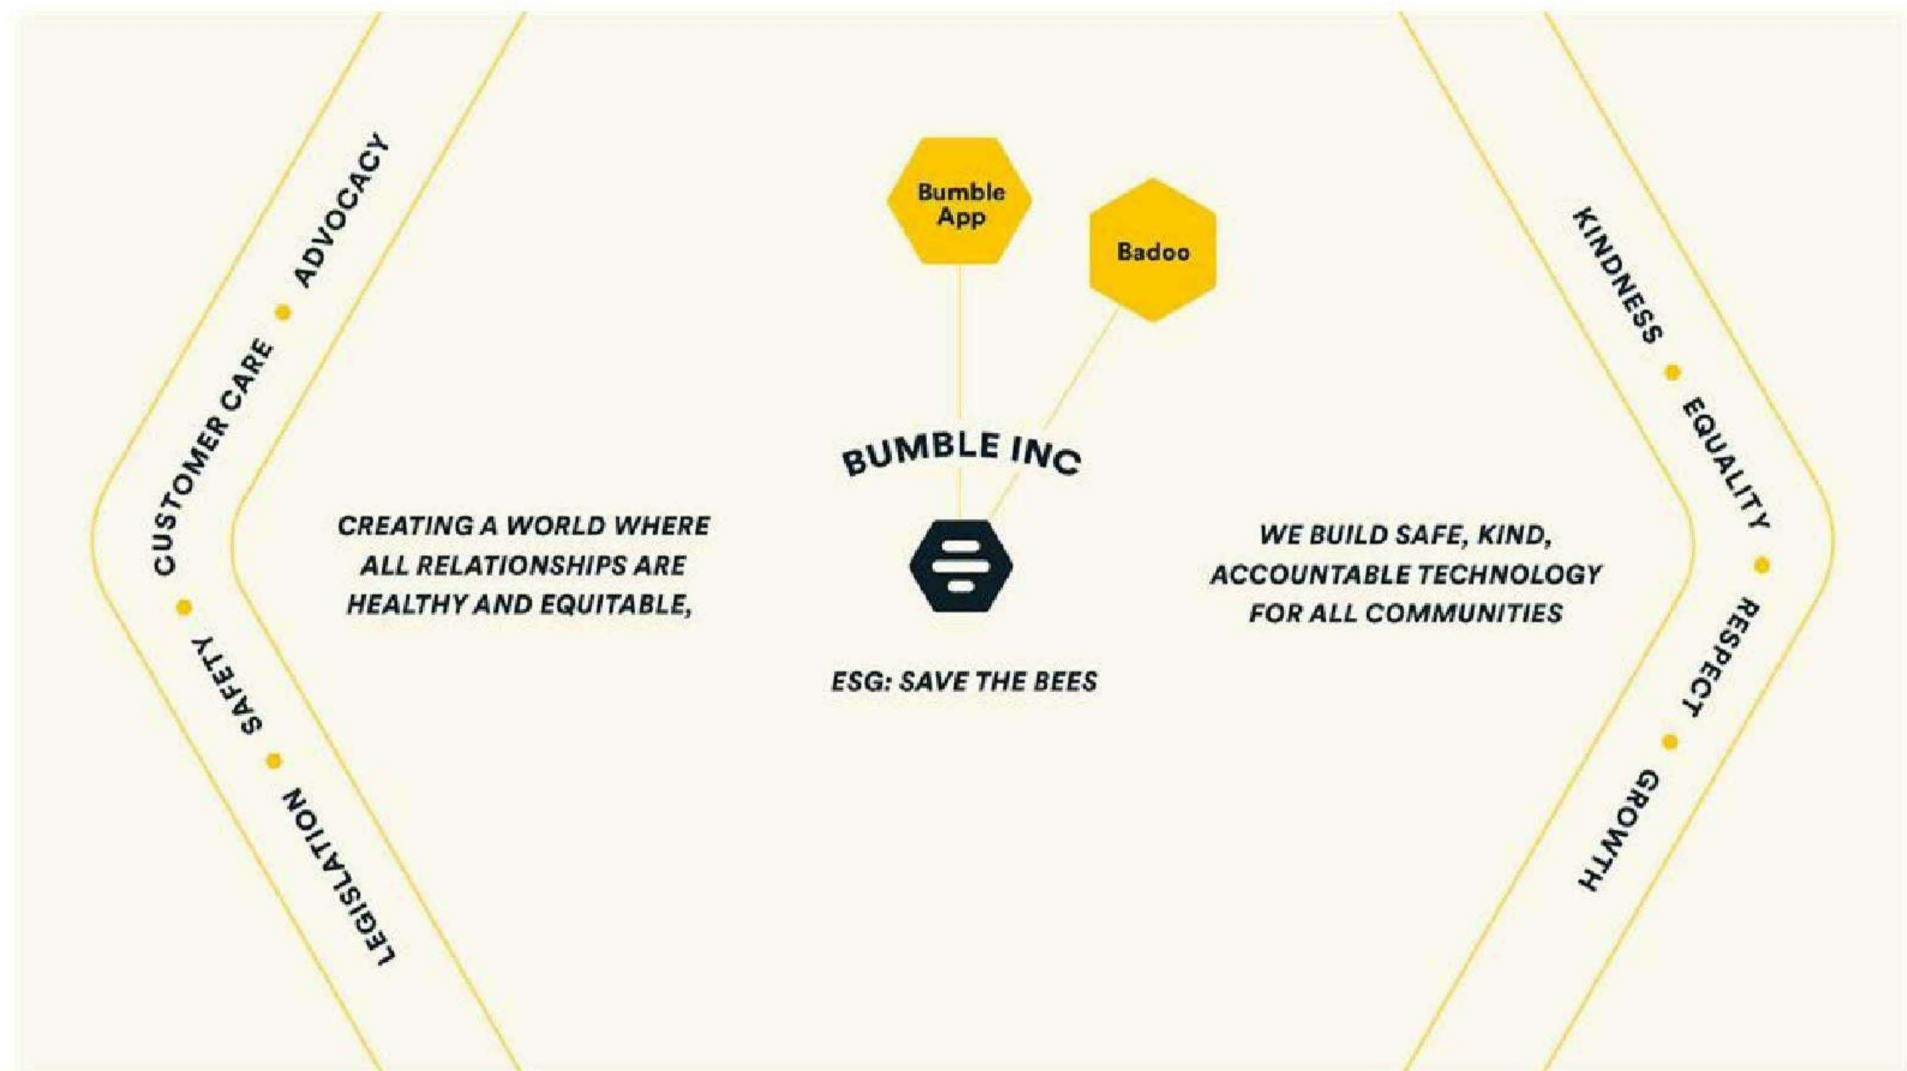 ADVOCACY
CUSTOMER CARE
SAFETY
LEGISLATION
Bumble
App
Badoo
BUMBLE INC
CREATING A WORLD WHERE
ALL RELATIONSHIPS ARE
HEALTHY AND EQUITABLE,
ESG: SAVE THE BEES
WE BUILD SAFE, KIND,
ACCOUNTABLE TECHNOLOGY
FOR ALL COMMUNITIES
KINDNESS
EQUALITY
RESPECT
GROWTH